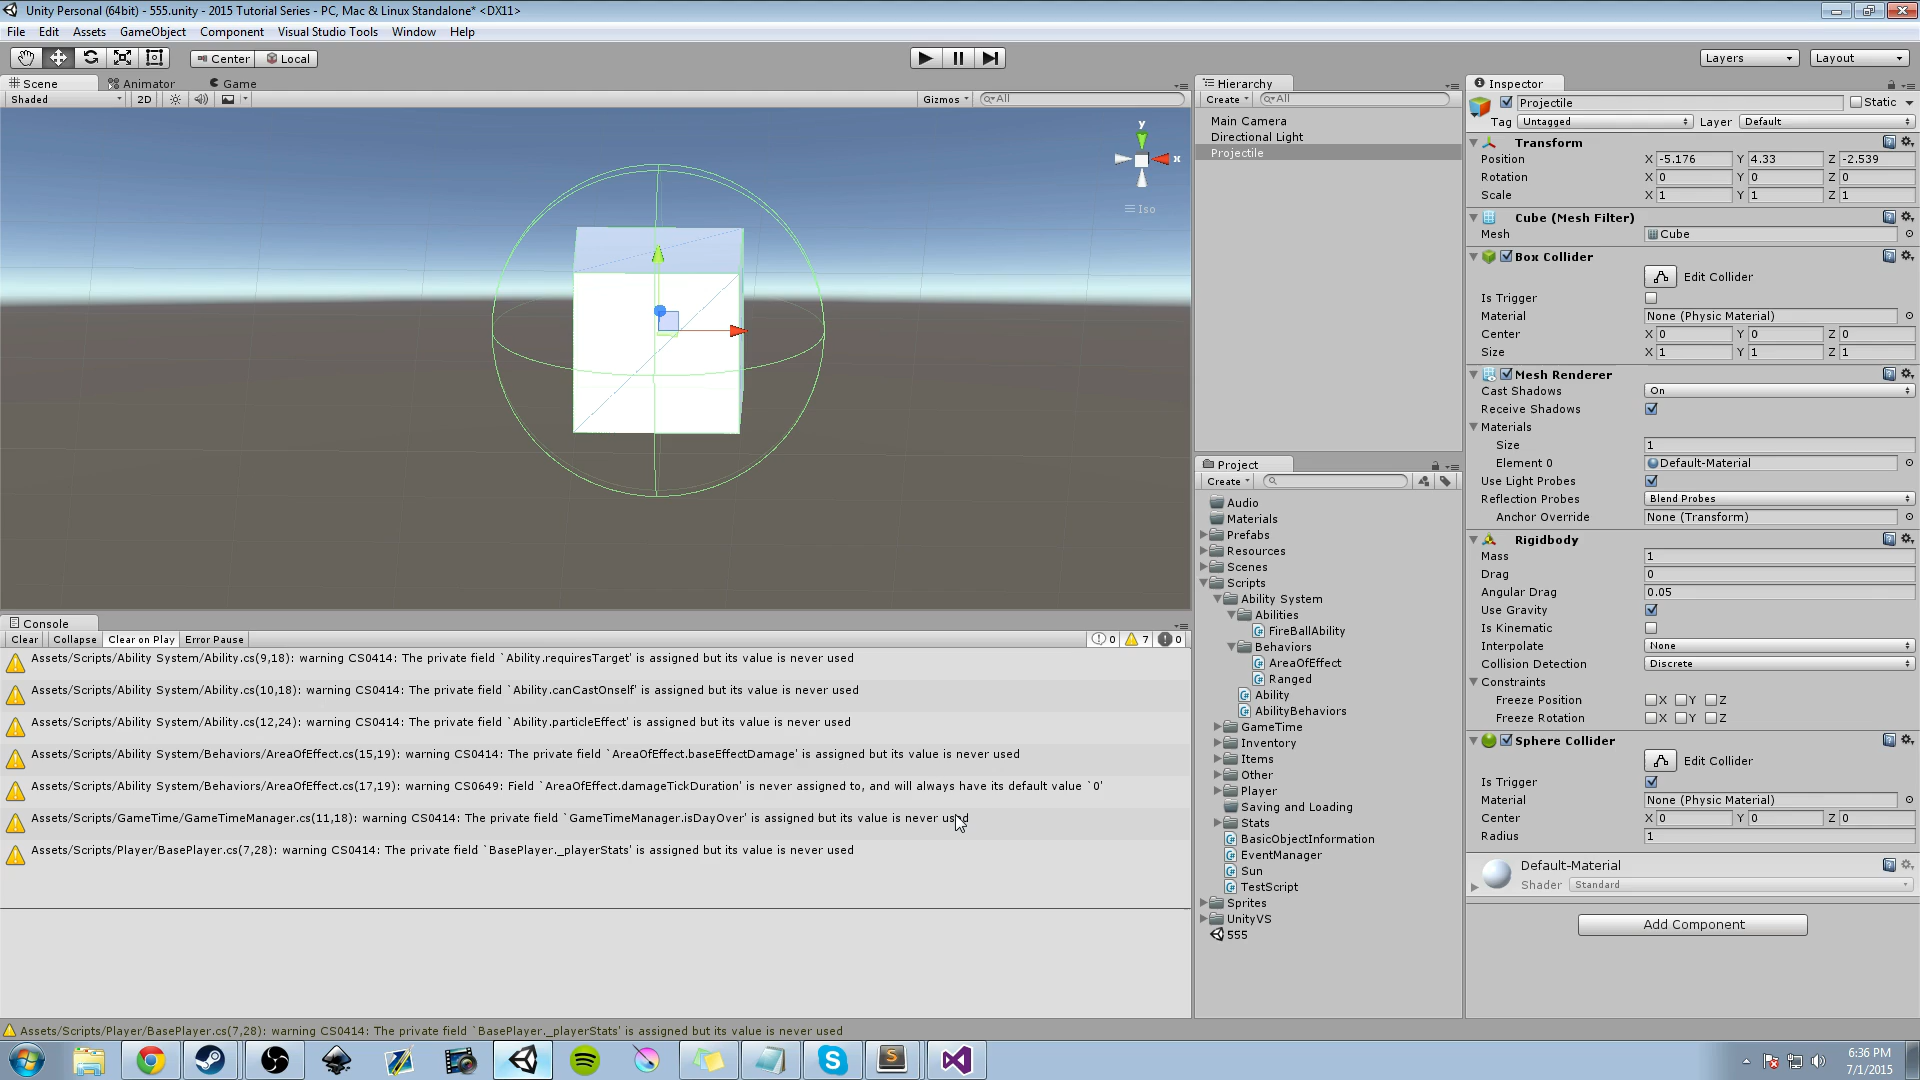 Unity Personal (64bit) - 555.unity - 2015 Tutorial Series - PC, Mac & Linux Standalone* <DX11>
File Edit Assets GameObject Component Visual Studio Tools Window Help
Center Local Layers Layout
Scene Animator Game
Shaded 2D Gizmos All
y
x
Iso
Hierarchy
Create All
Main Camera
Directional Light
Projectile
Project
Create
Audio
Materials
Prefabs
Resources
Scenes
Scripts
Ability System
Abilities
FireBallAbility
Behaviors
AreaOfEffect
Ranged
Ability
AbilityBehaviors
GameTime
Inventory
Items
Other
Player
Saving and Loading
Stats
BasicObjectInformation
EventManager
Sun
TestScript
Sprites
UnityVS
555
Inspector
Projectile Static
Tag Untagged Layer Default
Transform
Position X -5.176 Y 4.33 Z -2.539
Rotation X 0 Y 0 Z 0
Scale X 1 Y 1 Z 1
Cube (Mesh Filter)
Mesh Cube
Box Collider
Edit Collider
Is Trigger
Material None (Physic Material)
Center X 0 Y 0 Z 0
Size X 1 Y 1 Z 1
Mesh Renderer
Cast Shadows On
Receive Shadows
Materials
Size 1
Element 0 Default-Material
Use Light Probes
Reflection Probes Blend Probes
Anchor Override None (Transform)
Rigidbody
Mass 1
Drag 0
Angular Drag 0.05
Use Gravity
Is Kinematic
Interpolate None
Collision Detection Discrete
Constraints
Freeze Position X Y Z
Freeze Rotation X Y Z
Sphere Collider
Edit Collider
Is Trigger
Material None (Physic Material)
Center X 0 Y 0 Z 0
Radius 1
Default-Material
Shader Standard
Add Component
Console
Clear Collapse Clear on Play Error Pause 0 7 0
Assets/Scripts/Ability System/Ability.cs(9,18): warning CS0414: The private field `Ability.requiresTarget' is assigned but its value is never used
Assets/Scripts/Ability System/Ability.cs(10,18): warning CS0414: The private field `Ability.canCastOnself' is assigned but its value is never used
Assets/Scripts/Ability System/Ability.cs(12,24): warning CS0414: The private field `Ability.particleEffect' is assigned but its value is never used
Assets/Scripts/Ability System/Behaviors/AreaOfEffect.cs(15,19): warning CS0414: The private field `AreaOfEffect.baseEffectDamage' is assigned but its value is never used
Assets/Scripts/Ability System/Behaviors/AreaOfEffect.cs(17,19): warning CS0649: Field `AreaOfEffect.damageTickDuration' is never assigned to, and will always have its default value `0'
Assets/Scripts/GameTime/GameTimeManager.cs(11,18): warning CS0414: The private field `GameTimeManager.isDayOver' is assigned but its value is never used
Assets/Scripts/Player/BasePlayer.cs(7,28): warning CS0414: The private field `BasePlayer._playerStats' is assigned but its value is never used
Assets/Scripts/Player/BasePlayer.cs(7,28): warning CS0414: The private field `BasePlayer._playerStats' is assigned but its value is never used
6:36 PM
7/1/2015